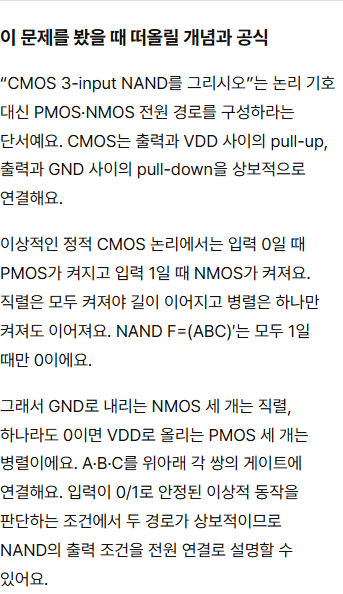 이 문제를 봤을 때 떠올릴 개념과 공식
“CMOS 3-input NAND를 그리시오”는 논리 기호
대신 PMOS·NMOS 전원 경로를 구성하라는
단서예요. CMOS는 출력과 VDD 사이의 pull-up,
출력과 GND 사이의 pull-down을 상보적으로
연결해요.
이상적인 정적 CMOS 논리에서는 입력 0일 때
PMOS가 켜지고 입력 1일 때 NMOS가 켜져요.
직렬은 모두 켜져야 길이 이어지고 병렬은 하나만
켜져도 이어져요. NAND F=(ABC)′는 모두 1일
때만 0이에요.
그래서 GND로 내리는 NMOS 세 개는 직렬,
하나라도 0이면 VDD로 올리는 PMOS 세 개는
병렬이에요. A·B·C를 위아래 각 쌍의 게이트에
연결해요. 입력이 0/1로 안정된 이상적 동작을
판단하는 조건에서 두 경로가 상보적이므로
NAND의 출력 조건을 전원 연결로 설명할 수
있어요.